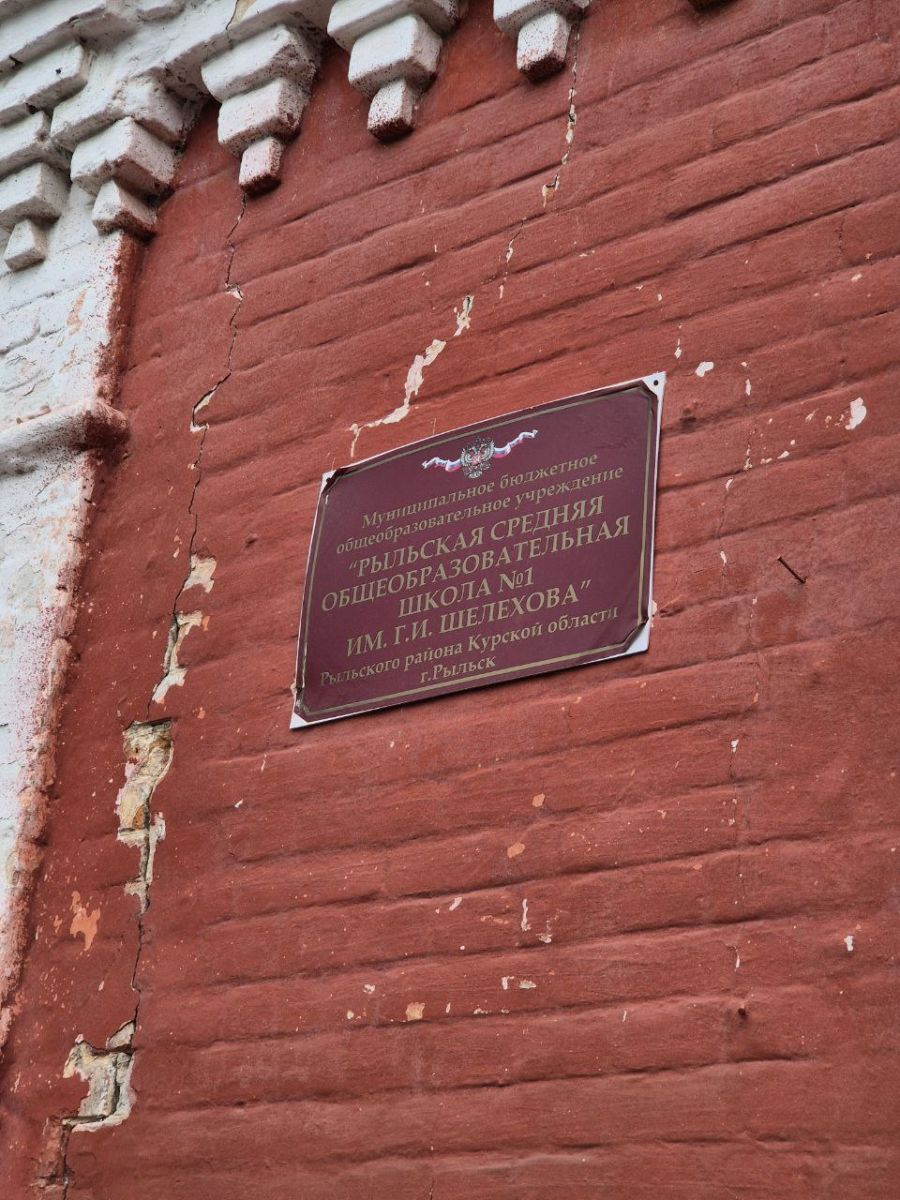 Муниципальное бюджетное
общеобразовательное учреждение
"РЫЛЬСКАЯ СРЕДНЯЯ
ОБЩЕОБРАЗОВАТЕЛЬНАЯ
ШКОЛА №1
ИМ. Г.И. ШЕЛЕХОВА"
Рыльского района Курской области
г.Рыльск